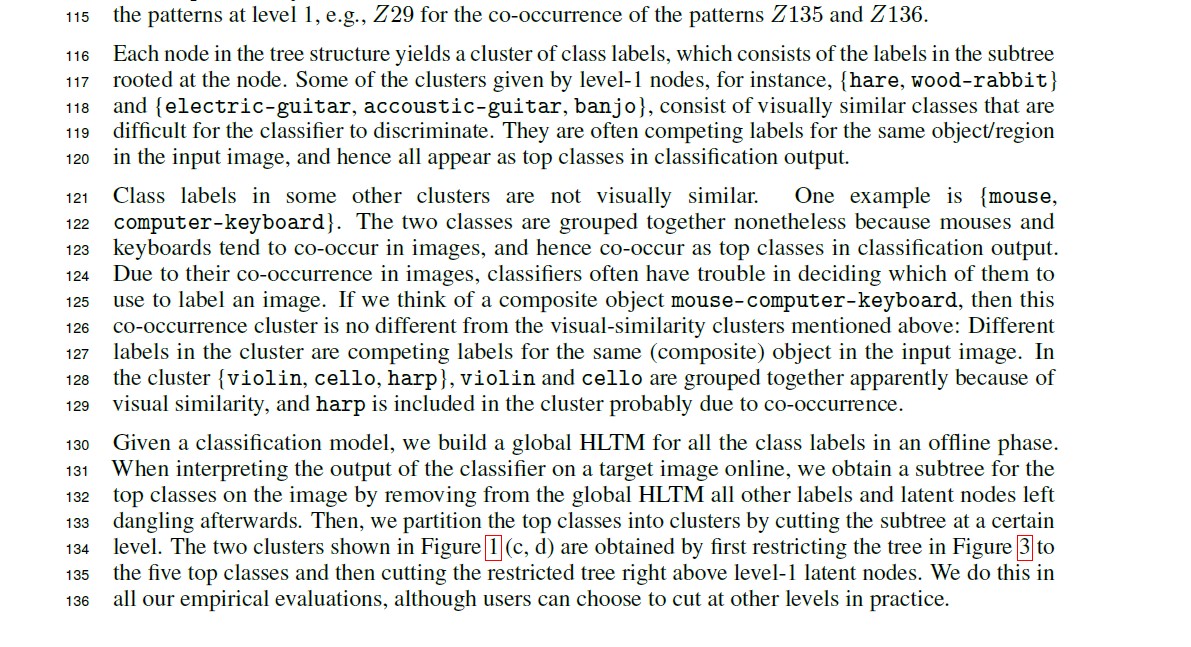 115 the patterns at level 1, e.g., Z29 for the co-occurrence of the patterns Z135 and Z136.
116 Each node in the tree structure yields a cluster of class labels, which consists of the labels in the subtree
117 rooted at the node. Some of the clusters given by level-1 nodes, for instance, {hare, wood-rabbit}
118 and {electric-guitar, accoustic-guitar, banjo}, consist of visually similar classes that are
119 difficult for the classifier to discriminate. They are often competing labels for the same object/region
120 in the input image, and hence all appear as top classes in classification output.
121 Class labels in some other clusters are not visually similar. One example is {mouse,
122 computer-keyboard}. The two classes are grouped together nonetheless because mouses and
123 keyboards tend to co-occur in images, and hence co-occur as top classes in classification output.
124 Due to their co-occurrence in images, classifiers often have trouble in deciding which of them to
125 use to label an image. If we think of a composite object mouse-computer-keyboard, then this
126 co-occurrence cluster is no different from the visual-similarity clusters mentioned above: Different
127 labels in the cluster are competing labels for the same (composite) object in the input image. In
128 the cluster {violin, cello, harp}, violin and cello are grouped together apparently because of
129 visual similarity, and harp is included in the cluster probably due to co-occurrence.
130 Given a classification model, we build a global HLTM for all the class labels in an offline phase.
131 When interpreting the output of the classifier on a target image online, we obtain a subtree for the
132 top classes on the image by removing from the global HLTM all other labels and latent nodes left
133 dangling afterwards. Then, we partition the top classes into clusters by cutting the subtree at a certain
134 level. The two clusters shown in Figure 1 (c, d) are obtained by first restricting the tree in Figure 3 to
135 the five top classes and then cutting the restricted tree right above level-1 latent nodes. We do this in
136 all our empirical evaluations, although users can choose to cut at other levels in practice.